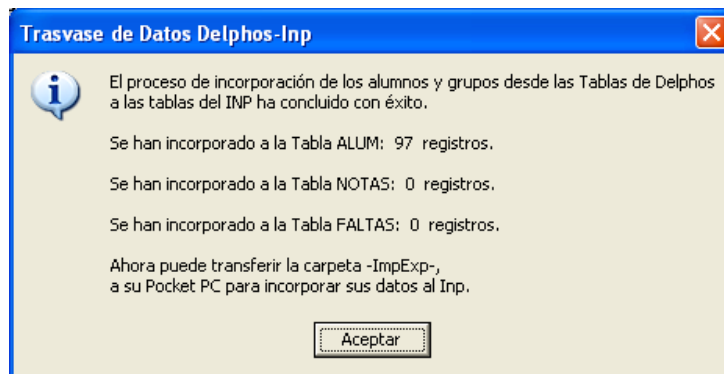 Trasvase de Datos Delphos-Inp
El proceso de incorporación de los alumnos y grupos desde las Tablas de Delphos
a las tablas del INP ha concluido con éxito.
Se han incorporado a la Tabla ALUM: 97 registros.
Se han incorporado a la Tabla NOTAS: 0 registros.
Se han incorporado a la Tabla FALTAS: 0 registros.
Ahora puede transferir la carpeta -ImpExp-,
a su Pocket PC para incorporar sus datos al Inp.
Aceptar